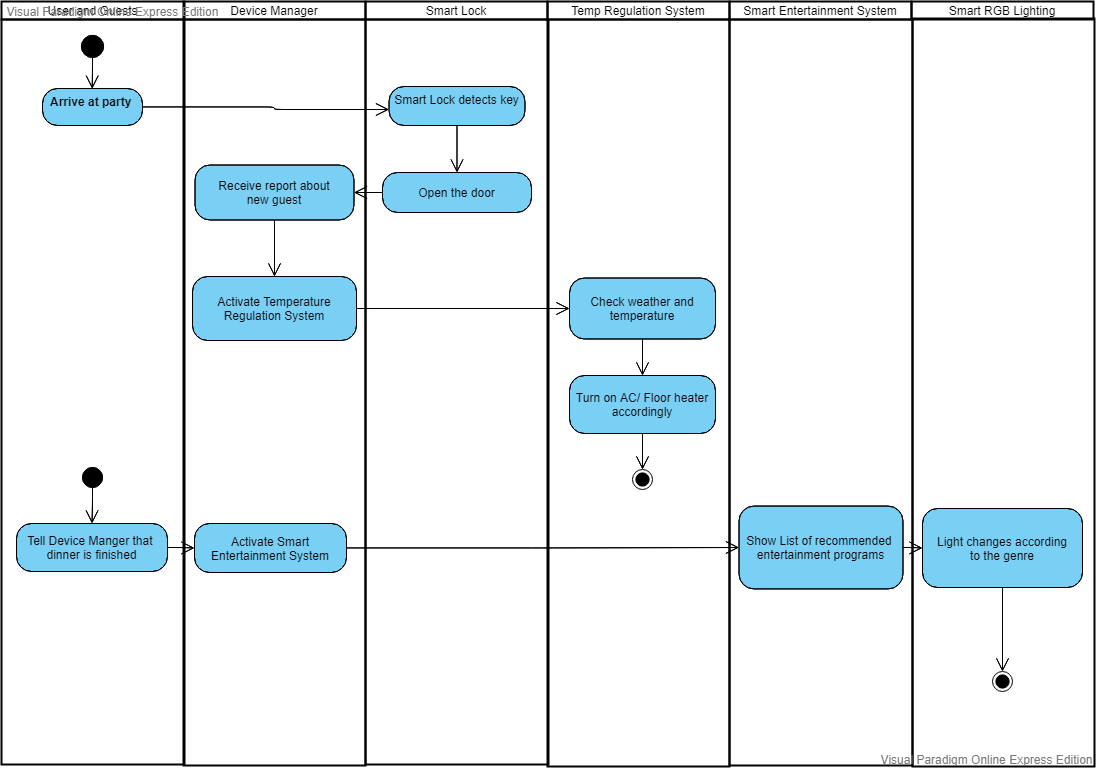 Visual Paradigm Online Express Edition
User and Guests
Device Manager
Smart Lock
Temp Regulation System
Smart Entertainment System
Smart RGB Lighting
Arrive at party
Smart Lock detects key
Receive report about
new guest
Open the door
Activate Temperature
Regulation System
Check weather and
temperature
Turn on AC/ Floor heater
accordingly
Tell Device Manger that
dinner is finished
Activate Smart
Entertainment System
Show List of recommended
entertainment programs
Light changes according
to the genre
Visual Paradigm Online Express Edition